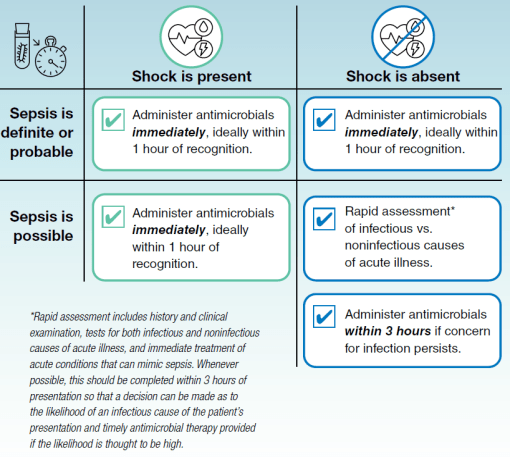 Shock is present
Shock is absent
Sepsis is
definite or
probable
Administer antimicrobials
immediately, ideally within
1 hour of recognition.
Administer antimicrobials
immediately, ideally within
1 hour of recognition.
Sepsis is
possible
Administer antimicrobials
immediately, ideally
within 1 hour of
recognition.
Rapid assessment*
of infectious vs.
noninfectious causes
of acute illness.
Administer antimicrobials
within 3 hours if concern
for infection persists.
*Rapid assessment includes history and clinical
examination, tests for both infectious and noninfectious
causes of acute illness, and immediate treatment of
acute conditions that can mimic sepsis. Whenever
possible, this should be completed within 3 hours of
presentation so that a decision can be made as to
the likelihood of an infectious cause of the patient's
presentation and timely antimicrobial therapy provided
if the likelihood is thought to be high.